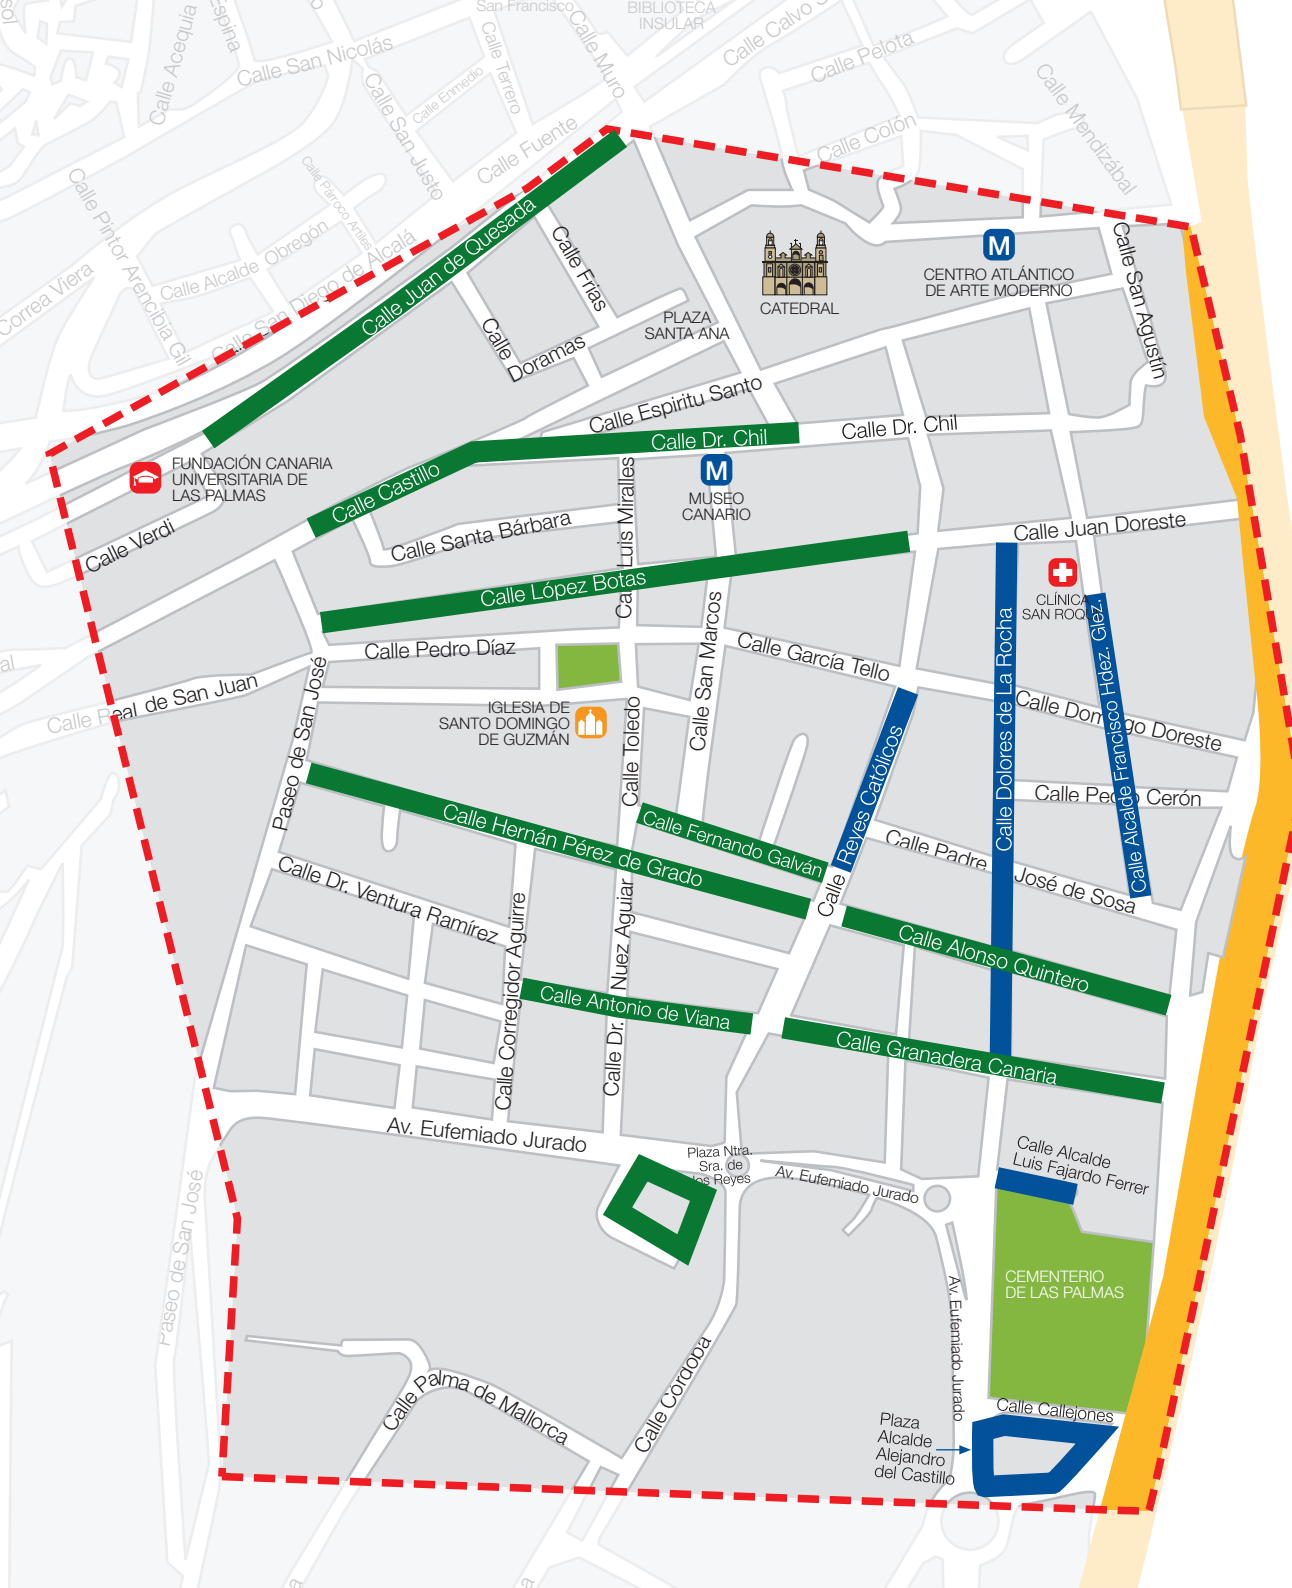 San Francisco
BIBLIOTECA
INSULAR
Calle Acequia
Espina
Calle San Nicolás
Calle Terrero
Calle Enmedio
Calle Muro
Calle Calvo S
Calle Pelota
Calle Colón
Calle Mendizábal
Calle San Justo
Calle Fuente
Calle Pintor Arencibia Gil
Calle Párroco Artiles
Calle Alcalde Obregón
Calle San Diego de Alcalá
Correa Viera
Calle Juan de Quesada
Calle Frias
Calle
Doramas
PLAZA
SANTA ANA
CATEDRAL
M
CENTRO ATLÁNTICO
DE ARTE MODERNO
Calle San Agustín
Calle Espiritu Santo
Calle Dr. Chil
Calle Dr. Chil
FUNDACIÓN CANARIA
UNIVERSITARIA DE
LAS PALMAS
Calle Castillo
M
MUSEO
CANARIO
Calle Verdi
Calle Santa Bárbara
Luis Miralles
Calle Juan Doreste
Calle López Botas
CLÍNICA
SAN ROQU
Calle Alcalde Francisco Hdez. Glez.
Calle Dolores de La Rocha
Calle Pedro Díaz
Calle García Tello
Calle San Marcos
al
Calle Real de San Juan
Paseo de San José
IGLESIA DE
SANTO DOMINGO
DE GUZMÁN
Calle Toledo
Calle Reyes Católicos
Calle Domingo Doreste
Calle Pedro Cerón
Calle Hernán Pérez de Grado
Calle Fernando Galván
Calle Padre José de Sosa
Calle Dr. Ventura Ramírez
Calle Corregidor Aguirre
Calle Dr. Nuez Aguiar
Calle Alonso Quintero
Calle Antonio de Viana
Calle Granadera Canaria
Av. Eufemiado Jurado
Plaza Ntra.
Sra. de
los Reyes
Av. Eufemiado Jurado
Calle Alcalde
Luis Fajardo Ferrer
Paseo de San José
CEMENTERIO
DE LAS PALMAS
Av. Eufemiado Jurado
Calle Palma de Mallorca
Calle Córdoba
Calle Callejones
Plaza
Alcalde
Alejandro
del Castillo